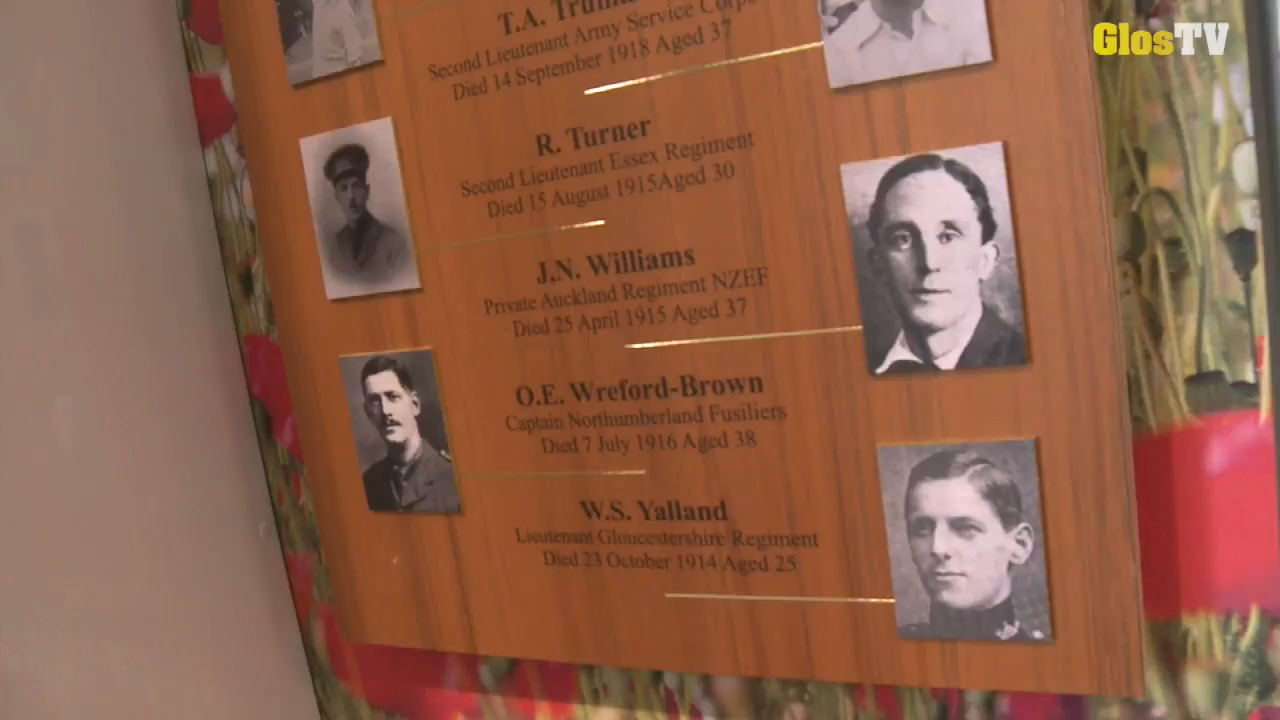 GlosTV
T.A.
Second Lieutenant Army Service Corps
Died 14 September 1918 Aged 37
R. Turner
Second Lieutenant Essex Regiment
Died 15 August 1915Aged 30
J.N. Williams
Private Auckland Regiment NZEF
Died 25 April 1915 Aged 37
O.E. Wreford-Brown
Captain Northumberland Fusiliers
Died 7 July 1916 Aged 38
W.S. Yalland
Lieutenant Gloucestershire Regiment
Died 23 October 1914 Aged 25